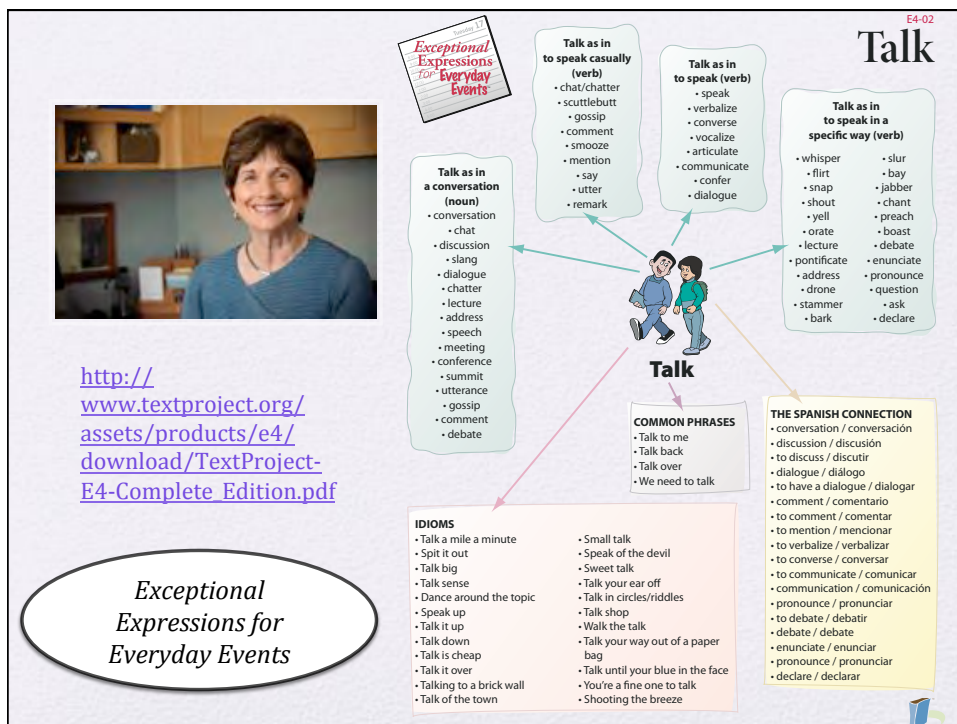 E4-02
Talk
Tuesday 17
Exceptional
Expressions
for Everyday
Events
http://
www.textproject.org/
assets/products/e4/
download/TextProject-
E4-Complete_Edition.pdf
Exceptional
Expressions for
Everyday Events
Talk as in
a conversation
(noun)
• conversation
• chat
• discussion
• slang
• dialogue
• chatter
• lecture
• address
• speech
• meeting
• conference
• summit
• utterance
• gossip
• comment
• debate
Talk as in
to speak casually
(verb)
• chat/chatter
• scuttlebutt
• gossip
• comment
• smooze
• mention
• say
• utter
• remark
Talk as in
to speak (verb)
• speak
• verbalize
• converse
• vocalize
• articulate
• communicate
• confer
• dialogue
Talk as in
to speak in a
specific way (verb)
• whisper
• flirt
• snap
• shout
• yell
• orate
• lecture
• pontificate
• address
• drone
• stammer
• bark
• slur
• bay
• jabber
• chant
• preach
• boast
• debate
• enunciate
• pronounce
• question
• ask
• declare
Talk
COMMON PHRASES
• Talk to me
• Talk back
• Talk over
• We need to talk
IDIOMS
• Talk a mile a minute
• Spit it out
• Talk big
• Talk sense
• Dance around the topic
• Speak up
• Talk it up
• Talk down
• Talk is cheap
• Talk it over
• Talking to a brick wall
• Talk of the town
• Small talk
• Speak of the devil
• Sweet talk
• Talk your ear off
• Talk in circles/riddles
• Talk shop
• Walk the talk
• Talk your way out of a paper
bag
• Talk until your blue in the face
• You're a fine one to talk
• Shooting the breeze
THE SPANISH CONNECTION
• conversation / conversación
• discussion / discusión
• to discuss / discutir
• dialogue / diálogo
• to have a dialogue / dialogar
• comment / comentario
• to comment / comentar
• to mention / mencionar
• to verbalize / verbalizar
• to converse / conversar
• to communicate / comunicar
• communication / comunicación
• pronounce / pronunciar
• to debate / debatir
• debate / debate
• enunciate / enunciar
• pronounce / pronunciar
• declare / declarar